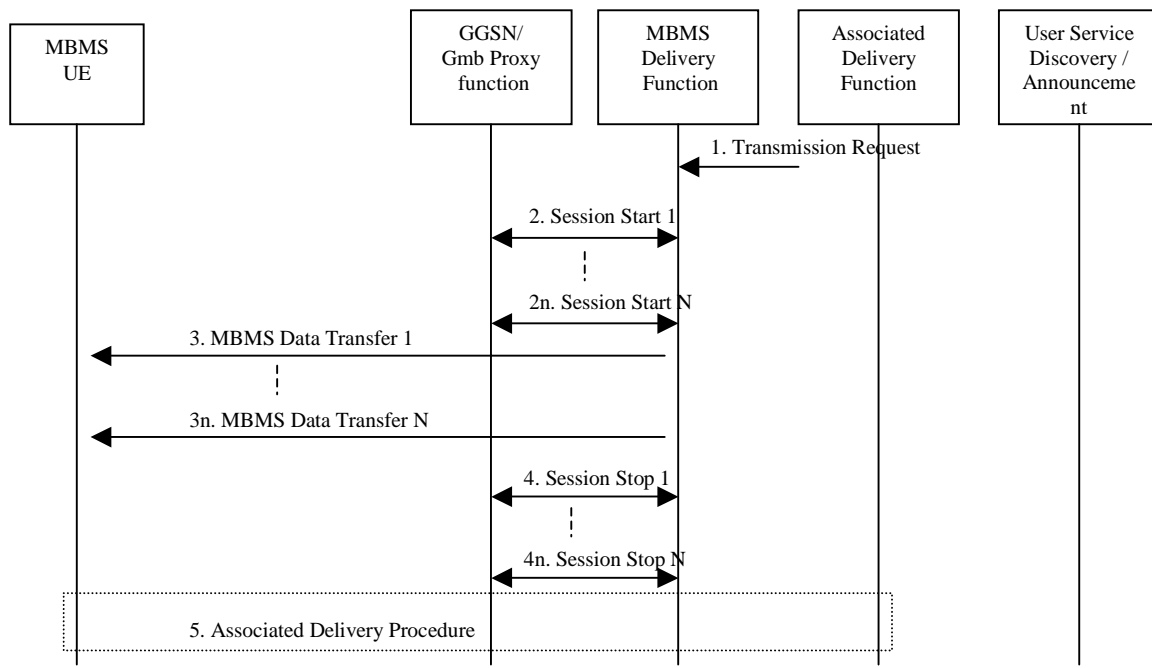 MBMS
UE
GGSN/
Gmb Proxy
function
MBMS
Delivery
Function
Associated
Delivery
Function
User Service
Discovery /
Announceme
nt
1. Transmission Request
2. Session Start 1
2n. Session Start N
3. MBMS Data Transfer 1
3n. MBMS Data Transfer N
4. Session Stop 1
4n. Session Stop N
5. Associated Delivery Procedure